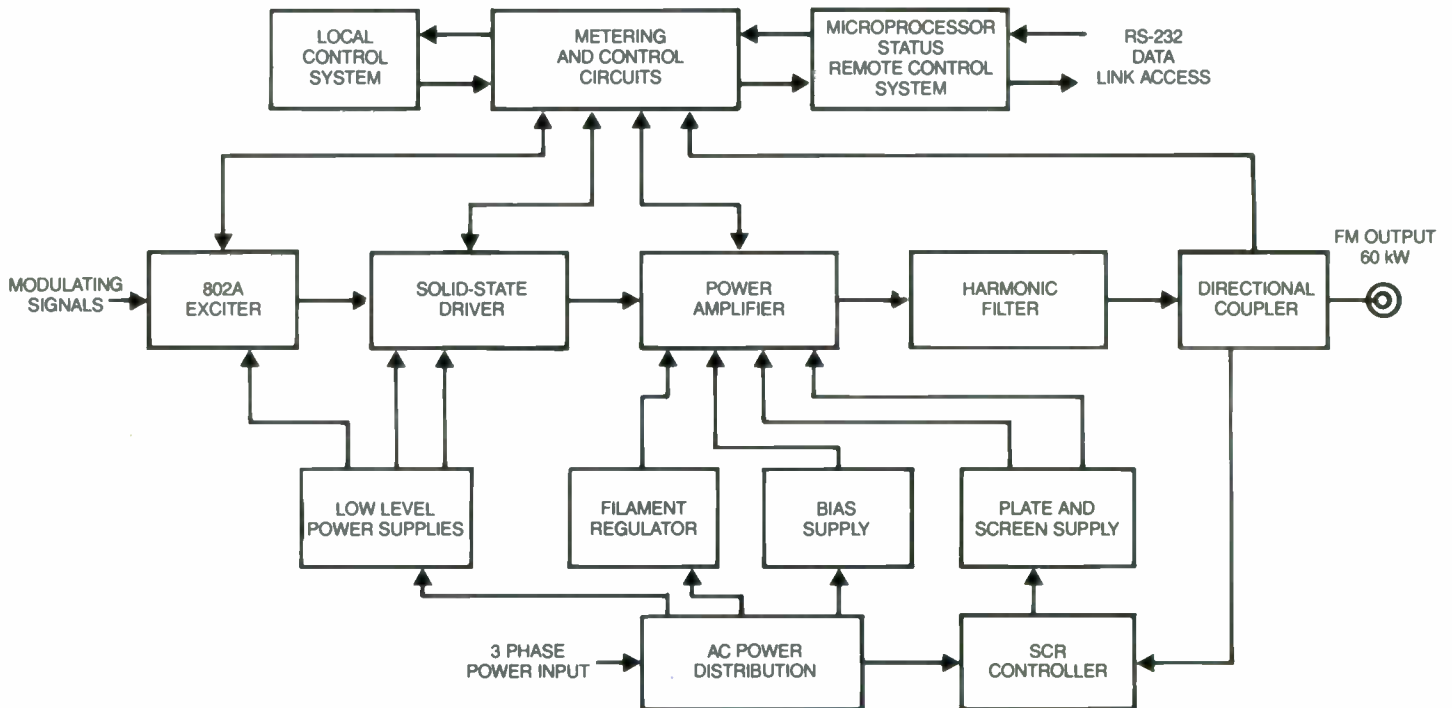 LOCAL
CONTROL
SYSTEM
METERING
AND CONTROL
CIRCUITS
MICROPROCESSOR
STATUS
REMOTE CONTROL
SYSTEM
RS-232
DATA
LINK ACCESS
MODULATING
SIGNALS
802A
EXCITER
SOLID-STATE
DRIVER
POWER
AMPLIFIER
HARMONIC
FILTER
DIRECTIONAL
COUPLER
FM OUTPUT
60 kW
LOW LEVEL
POWER SUPPLIES
FILAMENT
REGULATOR
BIAS
SUPPLY
PLATE AND
SCREEN SUPPLY
3 PHASE
POWER INPUT
AC POWER
DISTRIBUTION
SCR
CONTROLLER